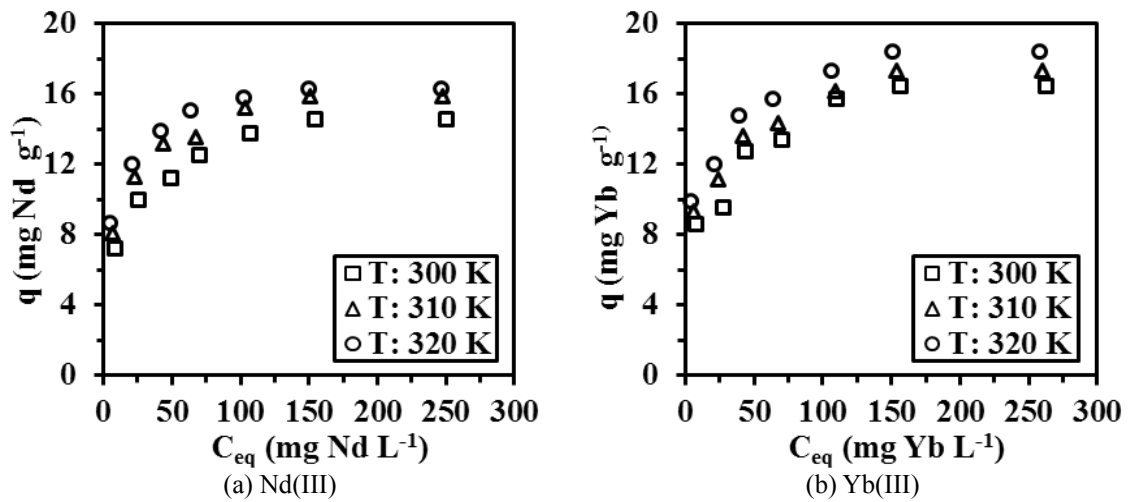 20
16
12
8
4
0
q (mg Nd g⁻¹)
T: 300 K
T: 310 K
T: 320 K
0 50 100 150 200 250 300
C_eq (mg Nd L⁻¹)
(a) Nd(III)
20
16
12
8
4
0
q (mg Yb g⁻¹)
T: 300 K
T: 310 K
T: 320 K
0 50 100 150 200 250 300
C_eq (mg Yb L⁻¹)
(b) Yb(III)